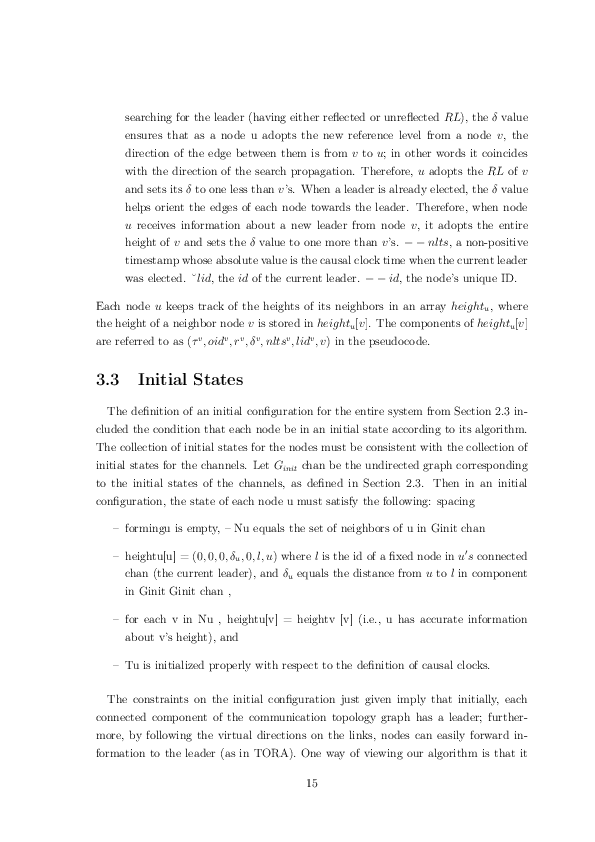 searching for the leader (having either reflected or unreflected RL), the δ value
ensures that as a node u adopts the new reference level from a node v, the
direction of the edge between them is from v to u; in other words it coincides
with the direction of the search propagation. Therefore, u adopts the RL of v
and sets its δ to one less than v's. When a leader is already elected, the δ value
helps orient the edges of each node towards the leader. Therefore, when node
u receives information about a new leader from node v, it adopts the entire
height of v and sets the δ value to one more than v's. − − nlts, a non-positive
timestamp whose absolute value is the causal clock time when the current leader
was elected. ˘lid, the id of the current leader. − − id, the node's unique ID.
Each node u keeps track of the heights of its neighbors in an array height_u, where
the height of a neighbor node v is stored in height_u[v]. The components of height_u[v]
are referred to as (τ^v, oid^v, r^v, δ^v, nlts^v, lid^v, v) in the pseudocode.
3.3 Initial States
The definition of an initial configuration for the entire system from Section 2.3 in-
cluded the condition that each node be in an initial state according to its algorithm.
The collection of initial states for the nodes must be consistent with the collection of
initial states for the channels. Let G_init chan be the undirected graph corresponding
to the initial states of the channels, as defined in Section 2.3. Then in an initial
configuration, the state of each node u must satisfy the following: spacing
– formingu is empty, – Nu equals the set of neighbors of u in Ginit chan
– heightu[u] = (0, 0, 0, δ_u, 0, l, u) where l is the id of a fixed node in u′s connected
chan (the current leader), and δ_u equals the distance from u to l in component
in Ginit Ginit chan ,
– for each v in Nu , heightu[v] = heightv [v] (i.e., u has accurate information
about v's height), and
– Tu is initialized properly with respect to the definition of causal clocks.
The constraints on the initial configuration just given imply that initially, each
connected component of the communication topology graph has a leader; further-
more, by following the virtual directions on the links, nodes can easily forward in-
formation to the leader (as in TORA). One way of viewing our algorithm is that it
15